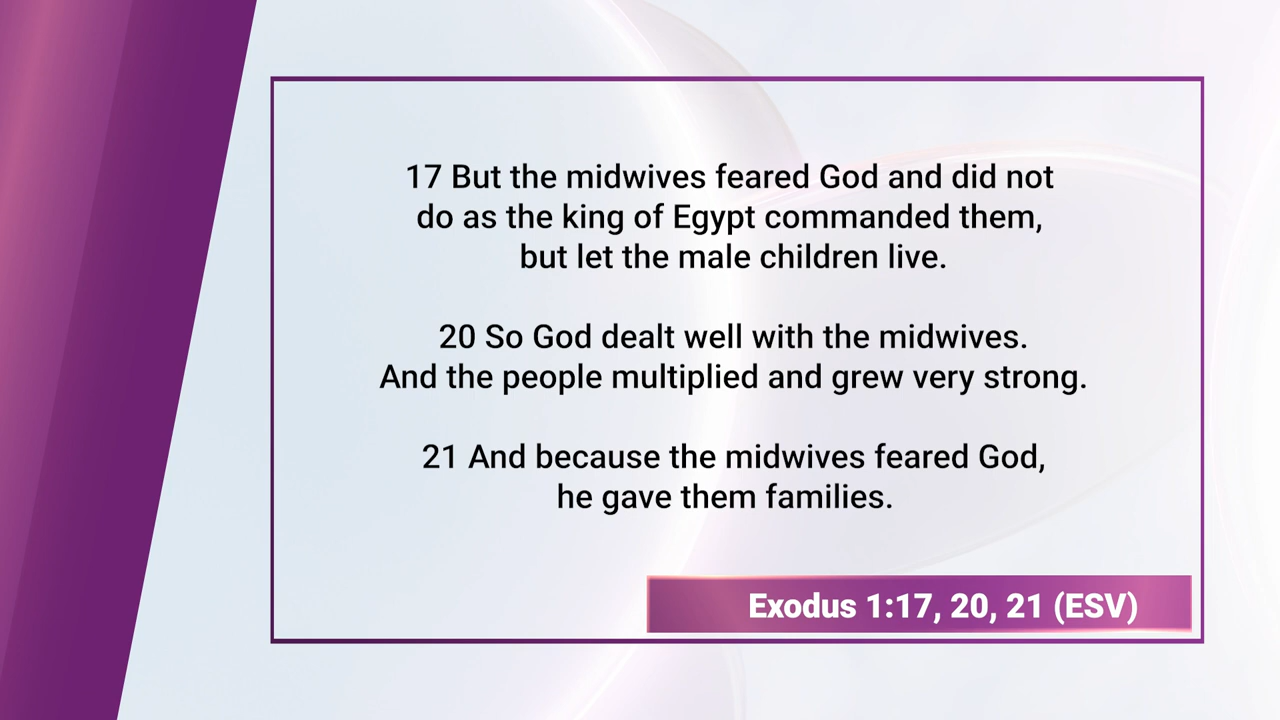 17 But the midwives feared God and did not
do as the king of Egypt commanded them,
but let the male children live.
20 So God dealt well with the midwives.
And the people multiplied and grew very strong.
21 And because the midwives feared God,
he gave them families.
Exodus 1:17, 20, 21 (ESV)